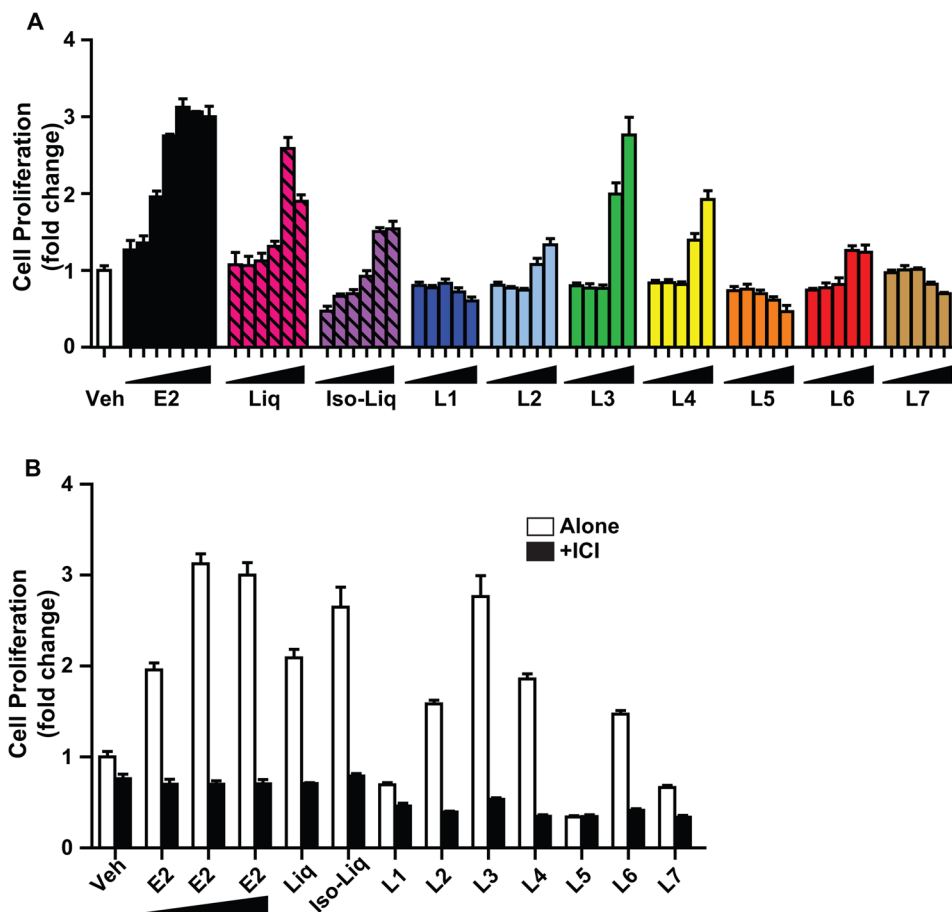 A
Cell Proliferation
(fold change)
4
3
2
1
0
Veh E2 Liq Iso-Liq L1 L2 L3 L4 L5 L6 L7
B
Cell Proliferation
(fold change)
4
3
2
1
0
Alone
+ICI
Veh E2 E2 E2 Liq Iso-Liq L1 L2 L3 L4 L5 L6 L7